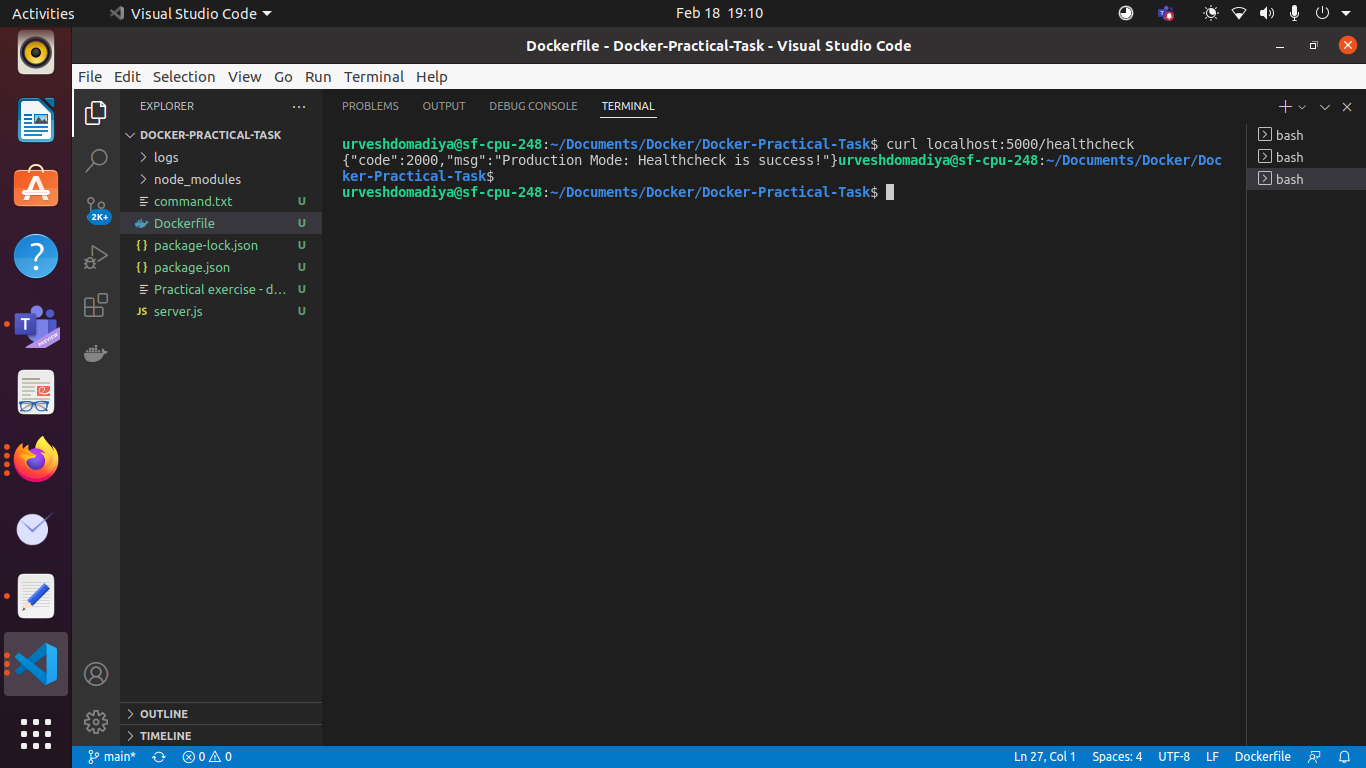 Activities
Visual Studio Code
Feb 18 19:10
Dockerfile - Docker-Practical-Task - Visual Studio Code
File Edit Selection View Go Run Terminal Help
EXPLORER
DOCKER-PRACTICAL-TASK
logs
node_modules
command.txt U
Dockerfile U
package-lock.json U
package.json U
Practical exercise - d... U
JS server.js U
2K+
T
PREVIEW
OUTLINE
TIMELINE
PROBLEMS OUTPUT DEBUG CONSOLE TERMINAL
urveshdomadiya@sf-cpu-248:~/Documents/Docker/Docker-Practical-Task$ curl localhost:5000/healthcheck
{"code":2000,"msg":"Production Mode: Healthcheck is success!"}urveshdomadiya@sf-cpu-248:~/Documents/Docker/Doc
ker-Practical-Task$
urveshdomadiya@sf-cpu-248:~/Documents/Docker/Docker-Practical-Task$
bash
bash
bash
main* 0 0 Ln 27, Col 1 Spaces: 4 UTF-8 LF Dockerfile